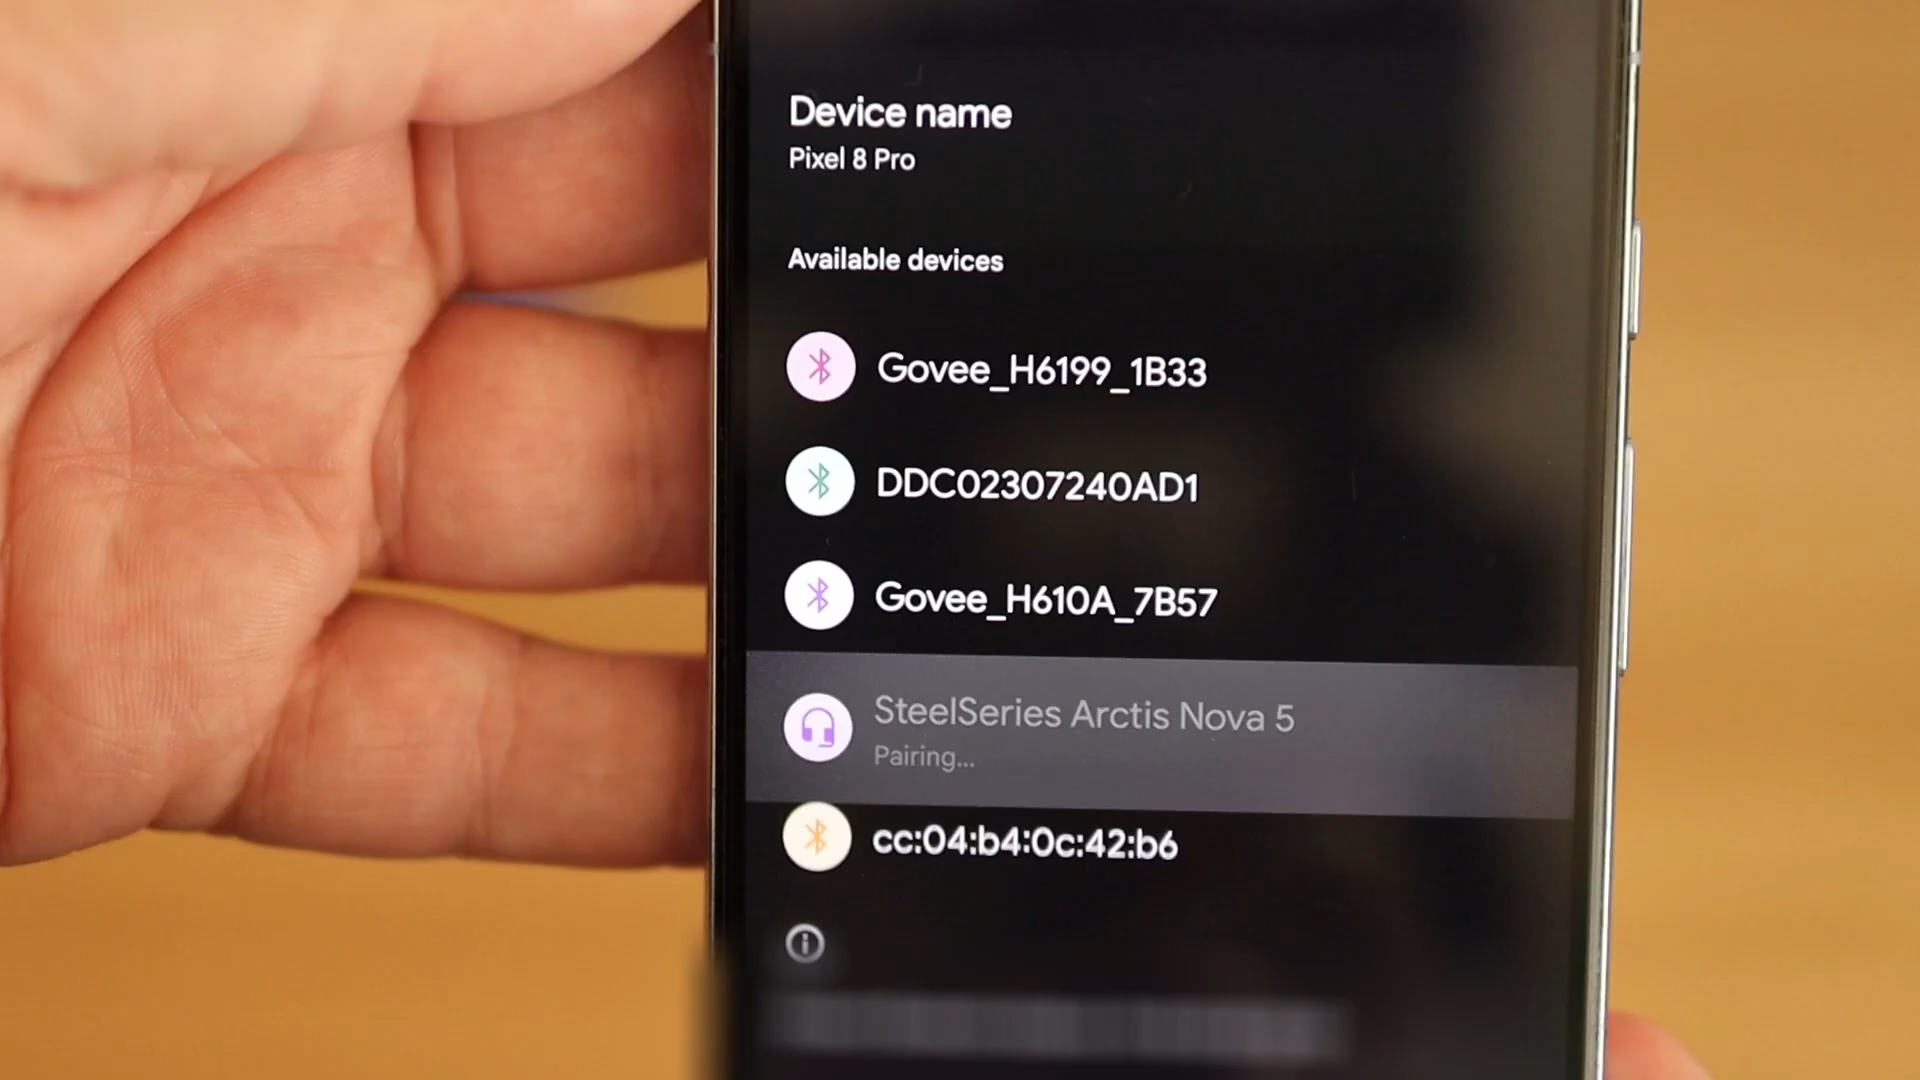 Device name
Pixel 8 Pro
Available devices
Govee_H6199_1B33
DDC02307240AD1
Govee_H610A_7B57
SteelSeries Arctis Nova 5
Pairing...
cc:04:b4:0c:42:b6